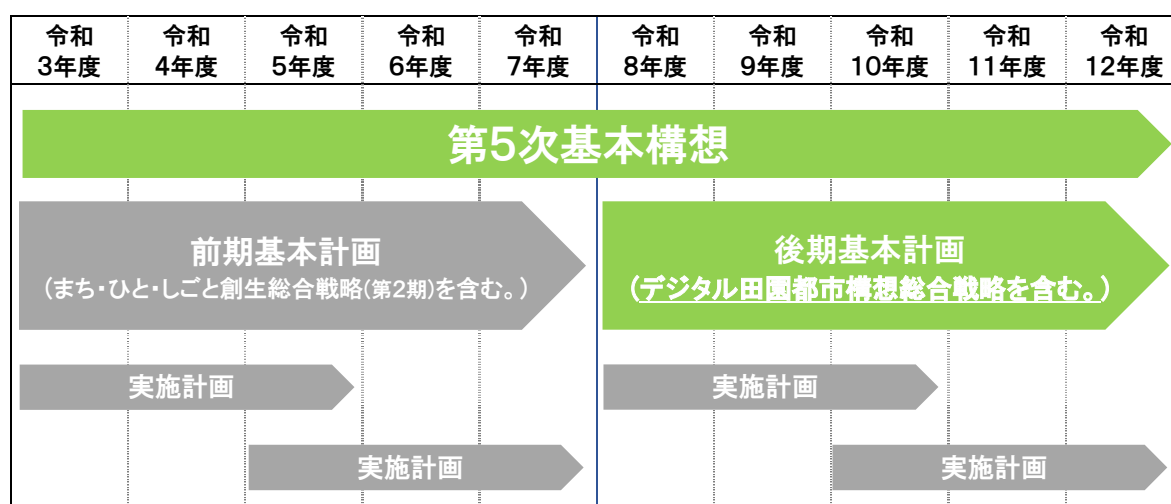 令和
3年度
令和
4年度
令和
5年度
令和
6年度
令和
7年度
令和
8年度
令和
9年度
令和
10年度
令和
11年度
令和
12年度
第5次基本構想
前期基本計画
(まち・ひと・しごと創生総合戦略(第2期)を含む。)
後期基本計画
(デジタル田園都市構想総合戦略を含む。)
実施計画
実施計画
実施計画
実施計画